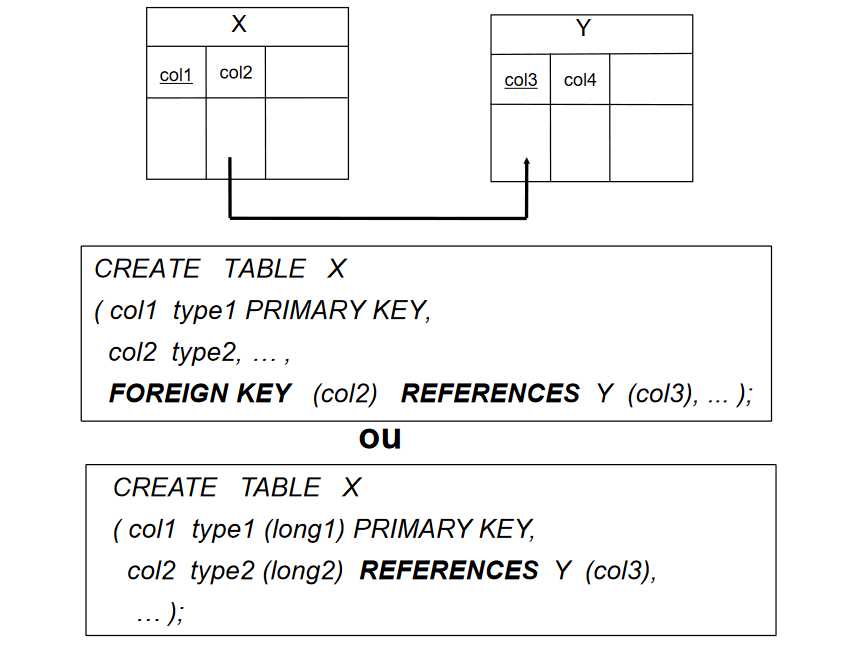 X
col1 col2
Y
col3 col4
CREATE TABLE X
( col1 type1 PRIMARY KEY,
col2 type2, … ,
FOREIGN KEY (col2) REFERENCES Y (col3), ... );
ou
CREATE TABLE X
( col1 type1 (long1) PRIMARY KEY,
col2 type2 (long2) REFERENCES Y (col3),
… );